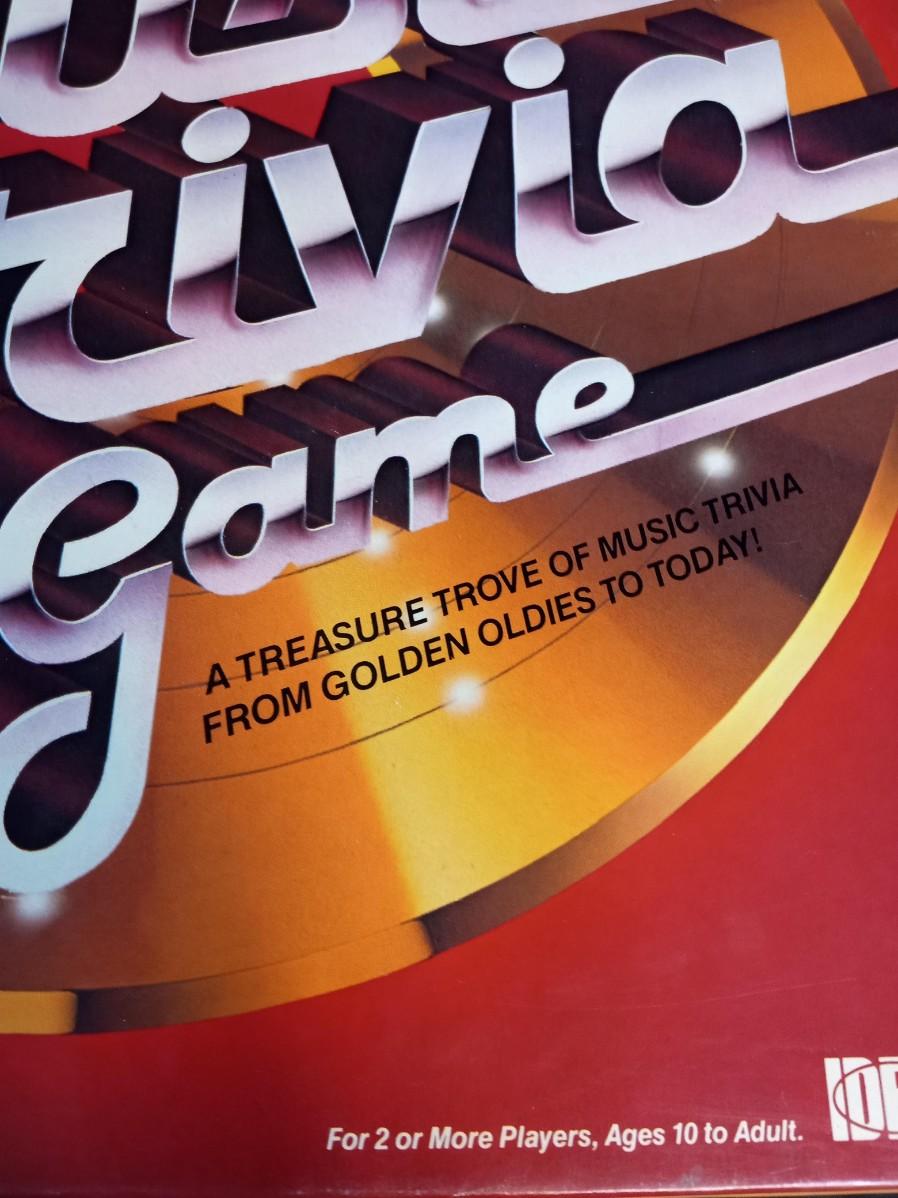 trivia
game
A TREASURE TROVE OF MUSIC TRIVIA
FROM GOLDEN OLDIES TO TODAY!
For 2 or More Players, Ages 10 to Adult.